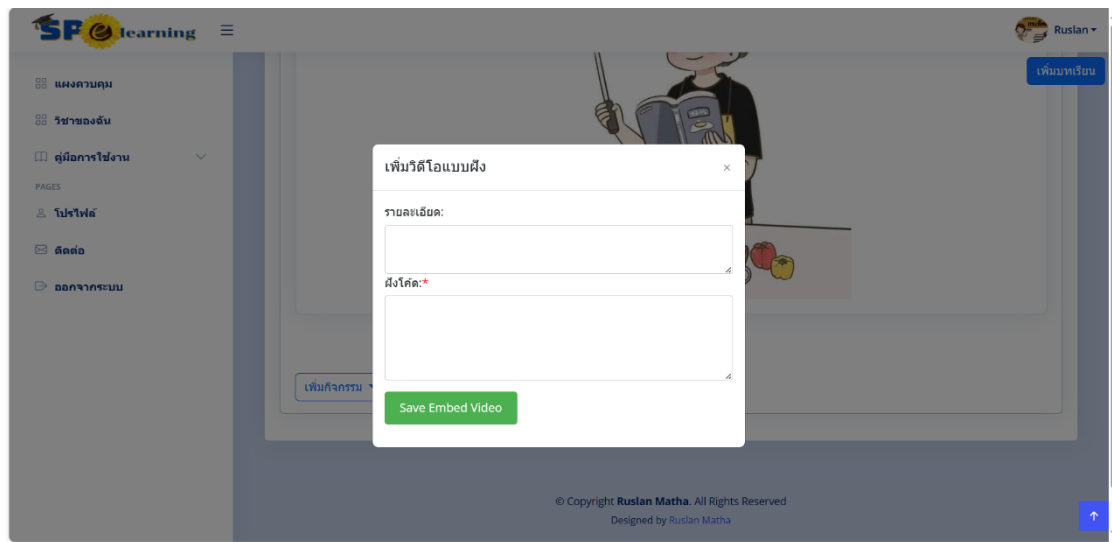 SP e learning
Ruslan
เพิ่มบทเรียน
แผงควบคุม
วิชาของฉัน
คู่มือการใช้งาน
PAGES
โปรไฟล์
ติดต่อ
ออกจากระบบ
เพิ่มวิดีโอแบบฝัง
×
รายละเอียด:
ฝังโค้ด:*
Save Embed Video
เพิ่มกิจกรรม
© Copyright Ruslan Matha. All Rights Reserved
Designed by Ruslan Matha